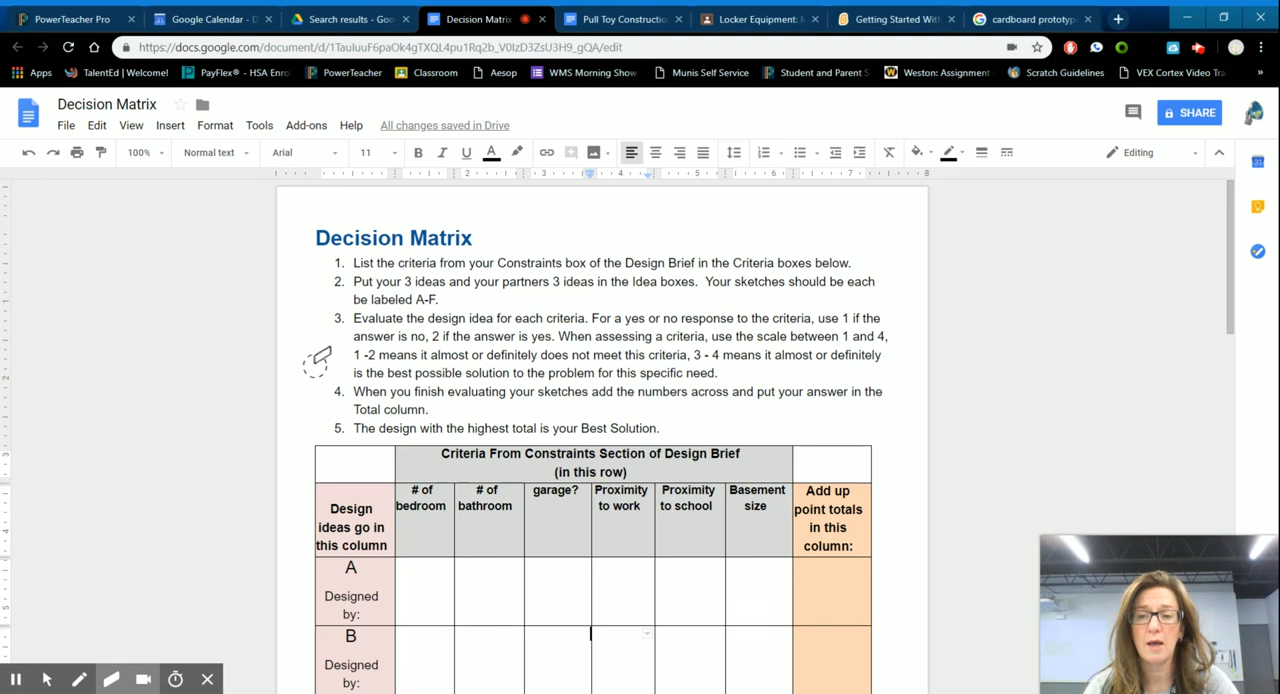 PowerTeacher Pro
Google Calendar - D
Search results - Goo
Decision Matrix
Pull Toy Constructio
Locker Equipment: I
Getting Started With
cardboard prototyp
https://docs.google.com/document/d/1TauIuuF6paOk4gTXQL4pu1Rq2b_V0IzD3ZsU3H9_gQA/edit
Apps
TalentEd | Welcome!
PayFlex® - HSA Enro
PowerTeacher
Classroom
Aesop
WMS Morning Show
Munis Self Service
Student and Parent S
Weston: Assignment
Scratch Guidelines
VEX Cortex Video Tra
»
Decision Matrix
SHARE
File Edit View Insert Format Tools Add-ons Help All changes saved in Drive
100% Normal text Arial 11 B I U A Editing
2 3 4 5 6 7 8
Decision Matrix
1. List the criteria from your Constraints box of the Design Brief in the Criteria boxes below.
2. Put your 3 ideas and your partners 3 ideas in the Idea boxes. Your sketches should be each
be labeled A-F.
3. Evaluate the design idea for each criteria. For a yes or no response to the criteria, use 1 if the
answer is no, 2 if the answer is yes. When assessing a criteria, use the scale between 1 and 4,
1 -2 means it almost or definitely does not meet this criteria, 3 - 4 means it almost or definitely
is the best possible solution to the problem for this specific need.
4. When you finish evaluating your sketches add the numbers across and put your answer in the
Total column.
5. The design with the highest total is your Best Solution.
Criteria From Constraints Section of Design Brief
(in this row)
Design
ideas go in
this column
# of
bedroom
# of
bathroom
garage?
Proximity
to work
Proximity
to school
Basement
size
Add up
point totals
in this
column:
A
Designed
by:
B
Designed
by: